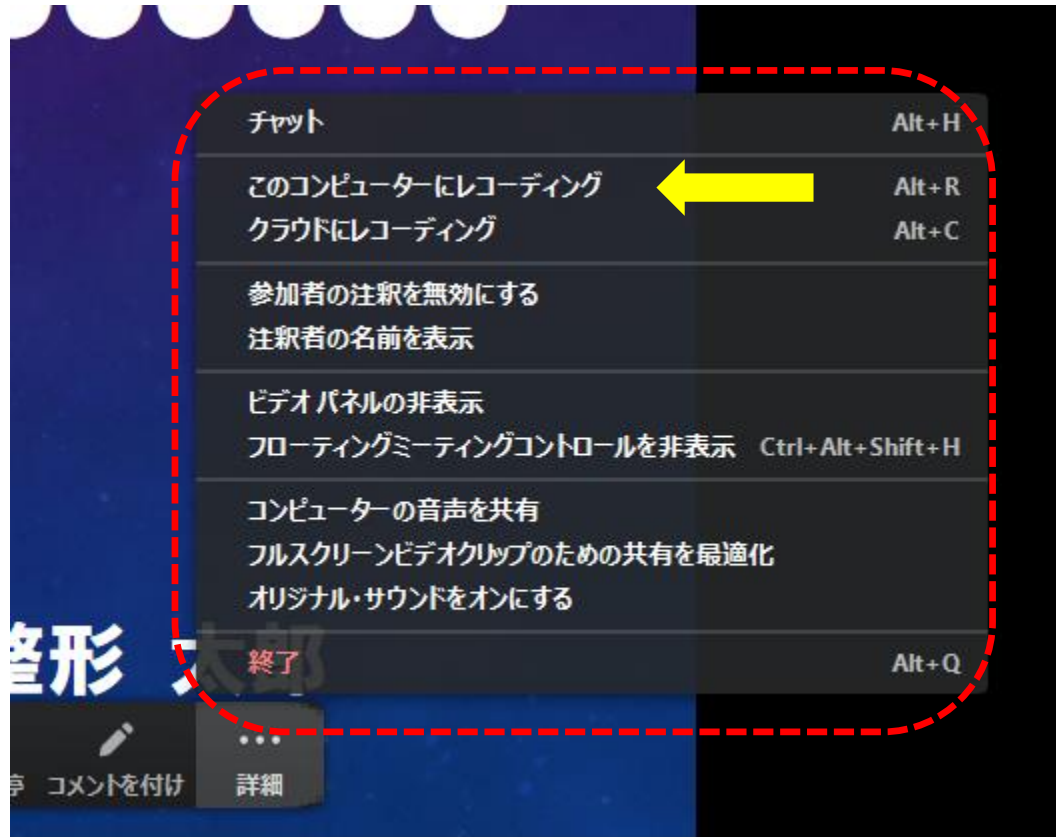 チャット Alt+H
このコンピューターにレコーディング Alt+R
クラウドにレコーディング Alt+C
参加者の注釈を無効にする
注釈者の名前を表示
ビデオ パネルの非表示
フローティングミーティングコントロールを非表示 Ctrl+Alt+Shift+H
コンピューターの音声を共有
フルスクリーンビデオクリップのための共有を最適化
オリジナル・サウンドをオンにする
整形 太郎
終了 Alt+Q
コメントを付け 詳細